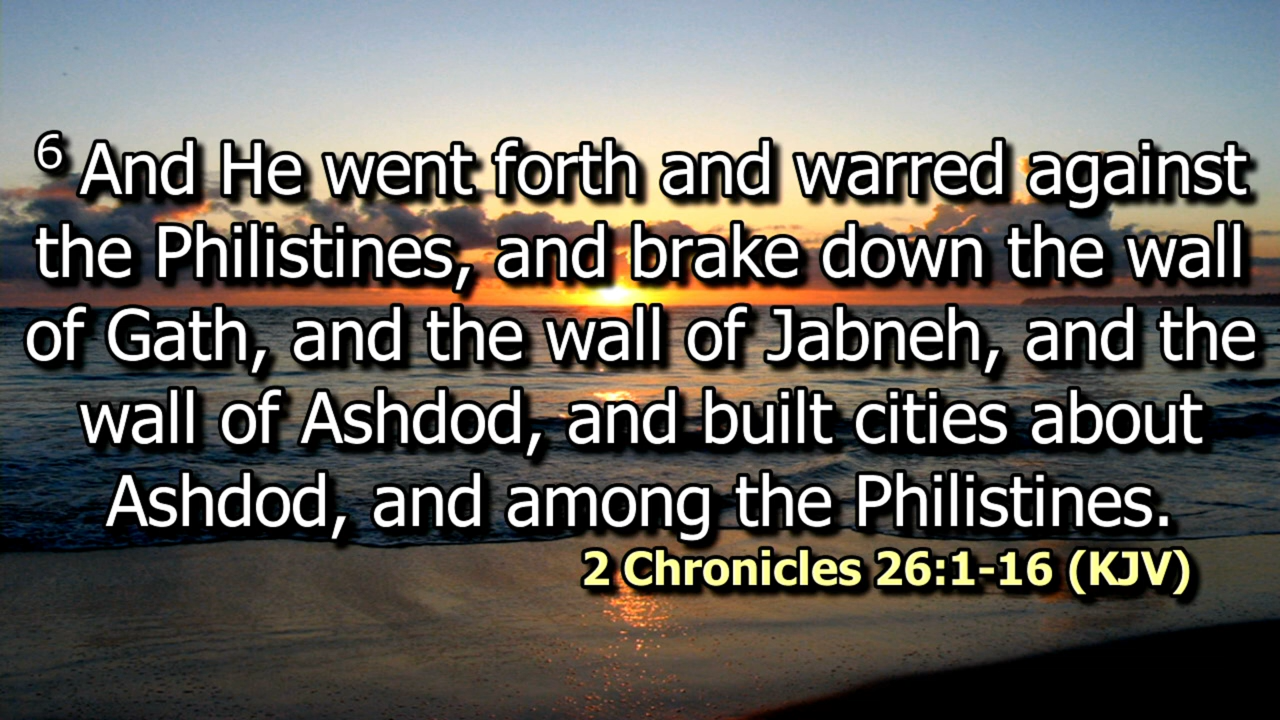 6 And He went forth and warred against
the Philistines, and brake down the wall
of Gath, and the wall of Jabneh, and the
wall of Ashdod, and built cities about
Ashdod, and among the Philistines.
2 Chronicles 26:1-16 (KJV)